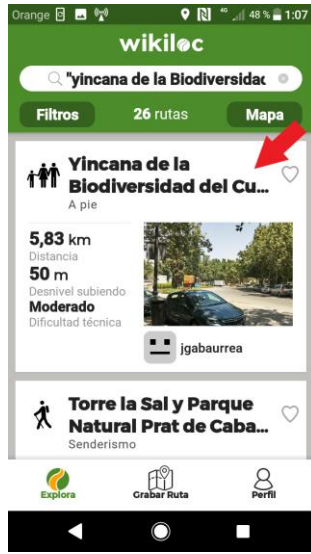 Orange 48 % 1:07
wikiloc
"yincana de la Biodiversidac
Filtros 26 rutas Mapa
Yincana de la
Biodiversidad del Cu...
A pie
5,83 km
Distancia
50 m
Desnivel subiendo
Moderado
Dificultad técnica
jgabaurrea
Torre la Sal y Parque
Natural Prat de Caba...
Senderismo
Explora Grabar Ruta Perfil